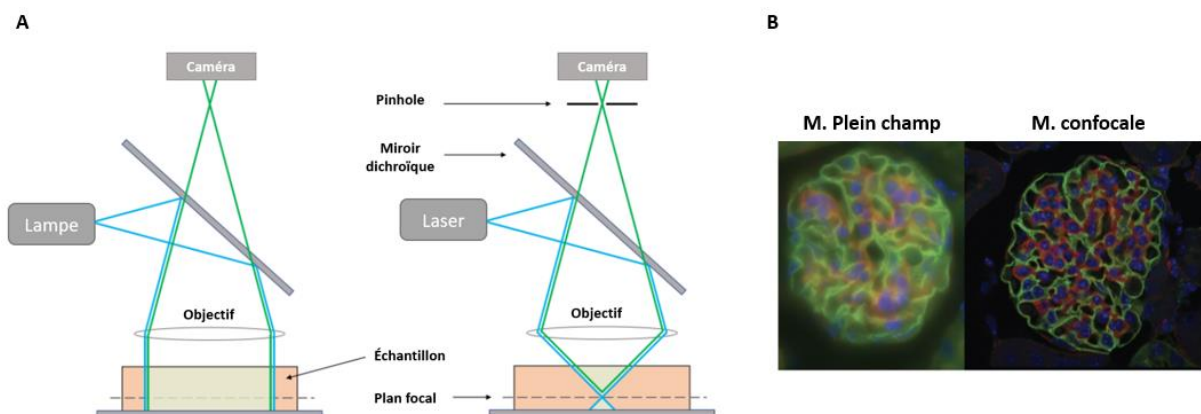 A
B
Caméra
Caméra
Pinhole
M. Plein champ
M. confocale
Miroir
dichroïque
Lampe
Laser
Objectif
Objectif
Échantillon
Plan focal